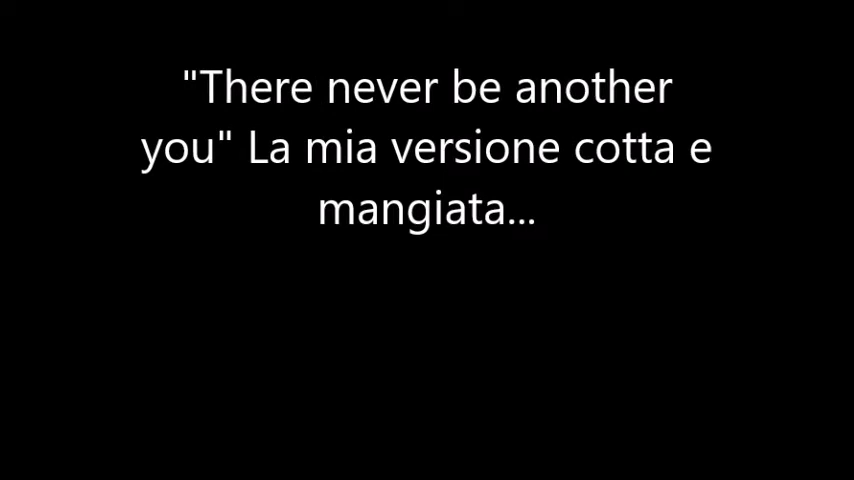 "There never be another
you" La mia versione cotta e
mangiata...